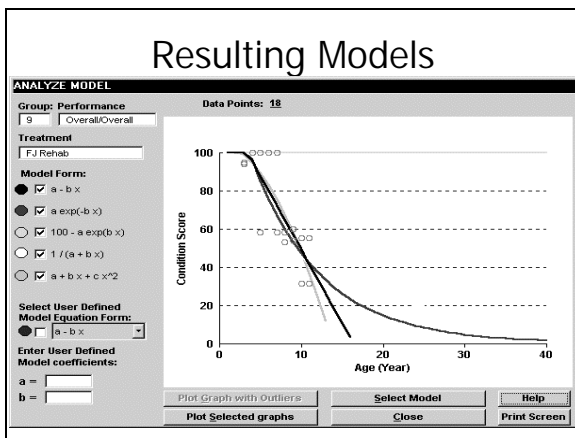 Resulting Models
ANALYZE MODEL
Group: Performance
9 Overall/Overall
Treatment
FJ Rehab
Model Form:
a - b x
a exp(-b x)
100 - a exp(b x)
1 / (a + b x)
a + b x + c x^2
Select User Defined
Model Equation Form:
a - b x
Enter User Defined
Model coefficients:
a =
b =
Data Points: 18
Condition Score
100
80
60
40
20
0
0 10 20 30 40
Age (Year)
Plot Graph with Outliers Select Model Help
Plot Selected graphs Close Print Screen